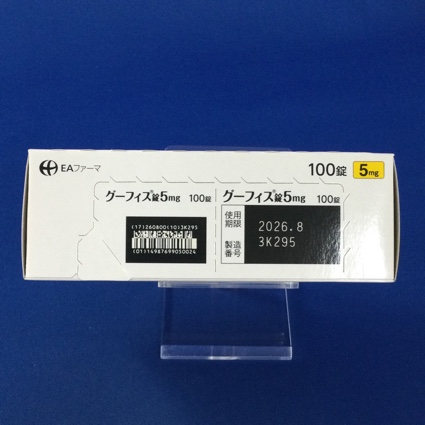 EAファーマ
100錠 5mg
グーフィス®錠5mg 100錠
(17)260800(10)3K295
(01)14987699050024
グーフィス®錠5mg 100錠
使用期限 2026.8
製造番号 3K295